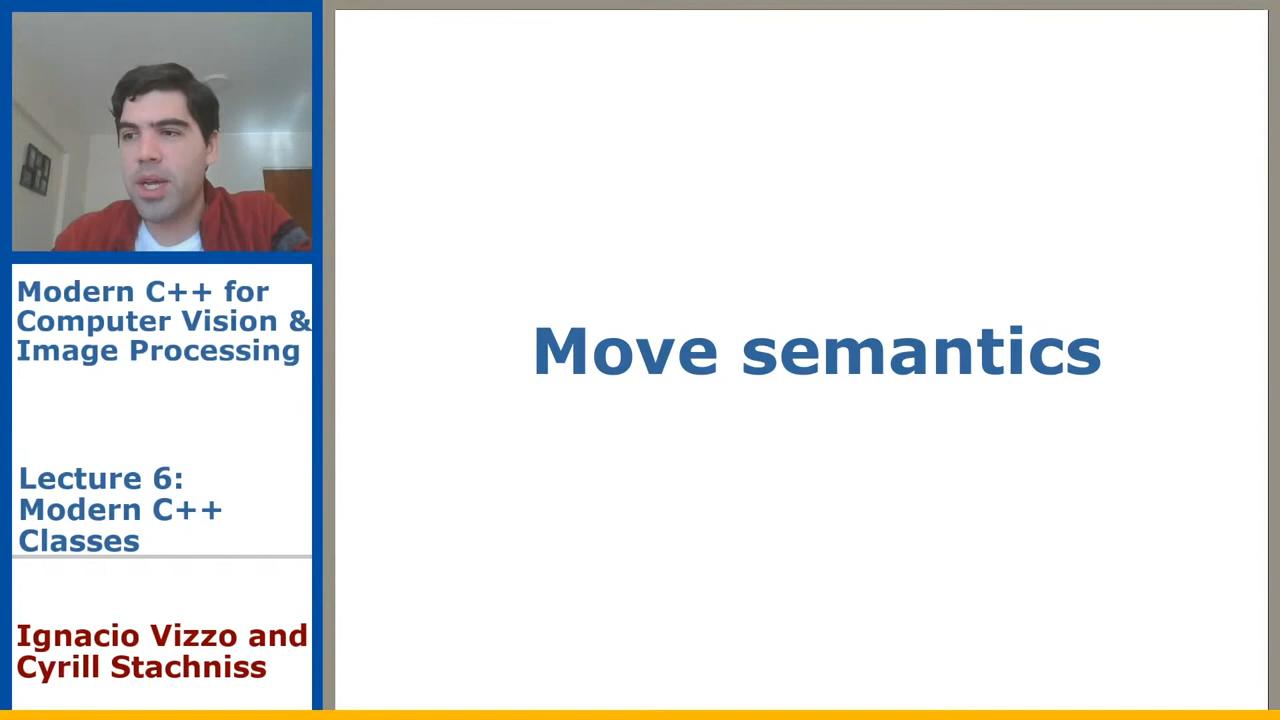 Modern C++ for
Computer Vision &
Image Processing
Lecture 6:
Modern C++
Classes
Ignacio Vizzo and
Cyrill Stachniss
Move semantics